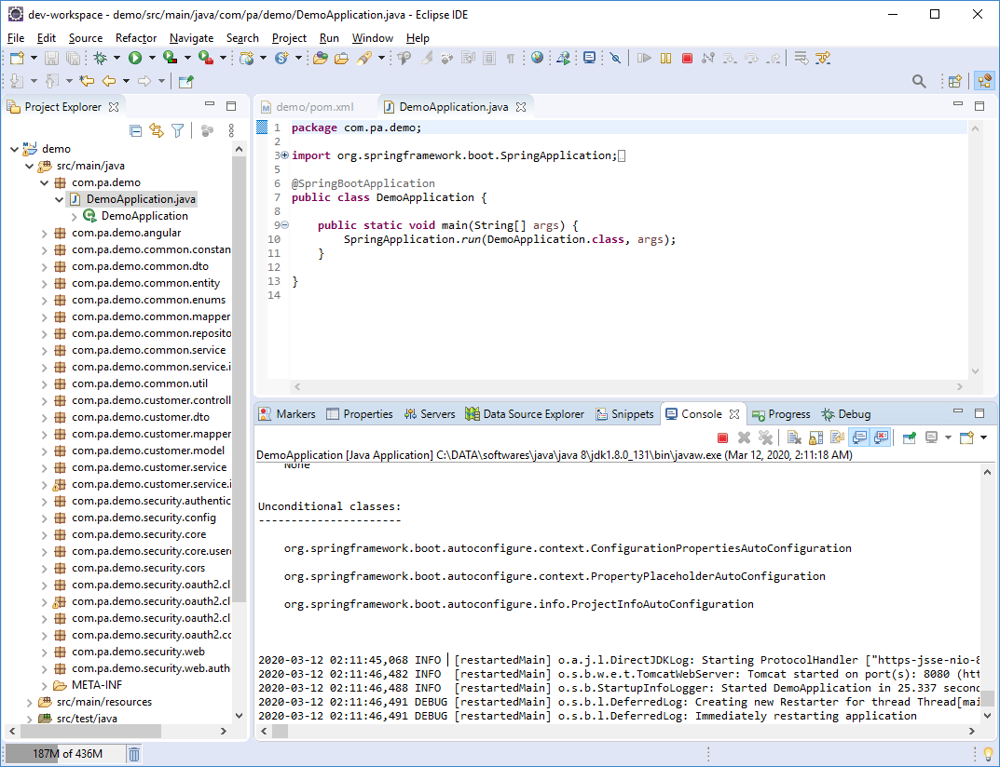 dev-workspace - demo/src/main/java/com/pa/demo/DemoApplication.java - Eclipse IDE
File Edit Source Refactor Navigate Search Project Run Window Help
Project Explorer
demo
src/main/java
com.pa.demo
DemoApplication.java
DemoApplication
com.pa.demo.angular
com.pa.demo.common.constan
com.pa.demo.common.dto
com.pa.demo.common.entity
com.pa.demo.common.enums
com.pa.demo.common.mapper
com.pa.demo.common.reposito
com.pa.demo.common.service
com.pa.demo.common.service.i
com.pa.demo.common.util
com.pa.demo.customer.controll
com.pa.demo.customer.dto
com.pa.demo.customer.mapper
com.pa.demo.customer.model
com.pa.demo.customer.service
com.pa.demo.customer.service.i
com.pa.demo.security.authentic
com.pa.demo.security.config
com.pa.demo.security.core
com.pa.demo.security.core.user
com.pa.demo.security.cors
com.pa.demo.security.oauth2.cl
com.pa.demo.security.oauth2.cl
com.pa.demo.security.oauth2.cl
com.pa.demo.security.oauth2.cc
com.pa.demo.security.web
com.pa.demo.security.web.auth
META-INF
src/main/resources
src/test/java
demo/pom.xml DemoApplication.java
1 package com.pa.demo;
2
3 import org.springframework.boot.SpringApplication;
5
6 @SpringBootApplication
7 public class DemoApplication {
8
9 public static void main(String[] args) {
10 SpringApplication.run(DemoApplication.class, args);
11 }
12
13 }
14
Markers Properties Servers Data Source Explorer Snippets Console Progress Debug
DemoApplication [Java Application] C:\DATA\softwares\java\java 8\jdk1.8.0_131\bin\javaw.exe (Mar 12, 2020, 2:11:18 AM)
None
Unconditional classes:
----------------------
org.springframework.boot.autoconfigure.context.ConfigurationPropertiesAutoConfiguration
org.springframework.boot.autoconfigure.context.PropertyPlaceholderAutoConfiguration
org.springframework.boot.autoconfigure.info.ProjectInfoAutoConfiguration
2020-03-12 02:11:45,068 INFO [restartedMain] o.a.j.l.DirectJDKLog: Starting ProtocolHandler ["https-jsse-nio-8
2020-03-12 02:11:46,482 INFO [restartedMain] o.s.b.w.e.t.TomcatWebServer: Tomcat started on port(s): 8080 (htt
2020-03-12 02:11:46,488 INFO [restartedMain] o.s.b.StartupInfoLogger: Started DemoApplication in 25.337 second
2020-03-12 02:11:46,491 DEBUG [restartedMain] o.s.b.l.DeferredLog: Creating new Restarter for thread Thread[mai
2020-03-12 02:11:46,491 DEBUG [restartedMain] o.s.b.l.DeferredLog: Immediately restarting application
187M of 436M